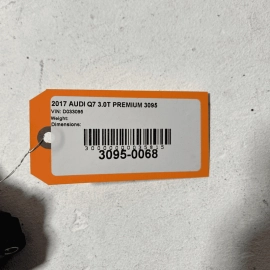 2017 AUDI Q7 3.0T PREMIUM 3095
VIN: D033095
Weight:
Dimensions:
3095-0068